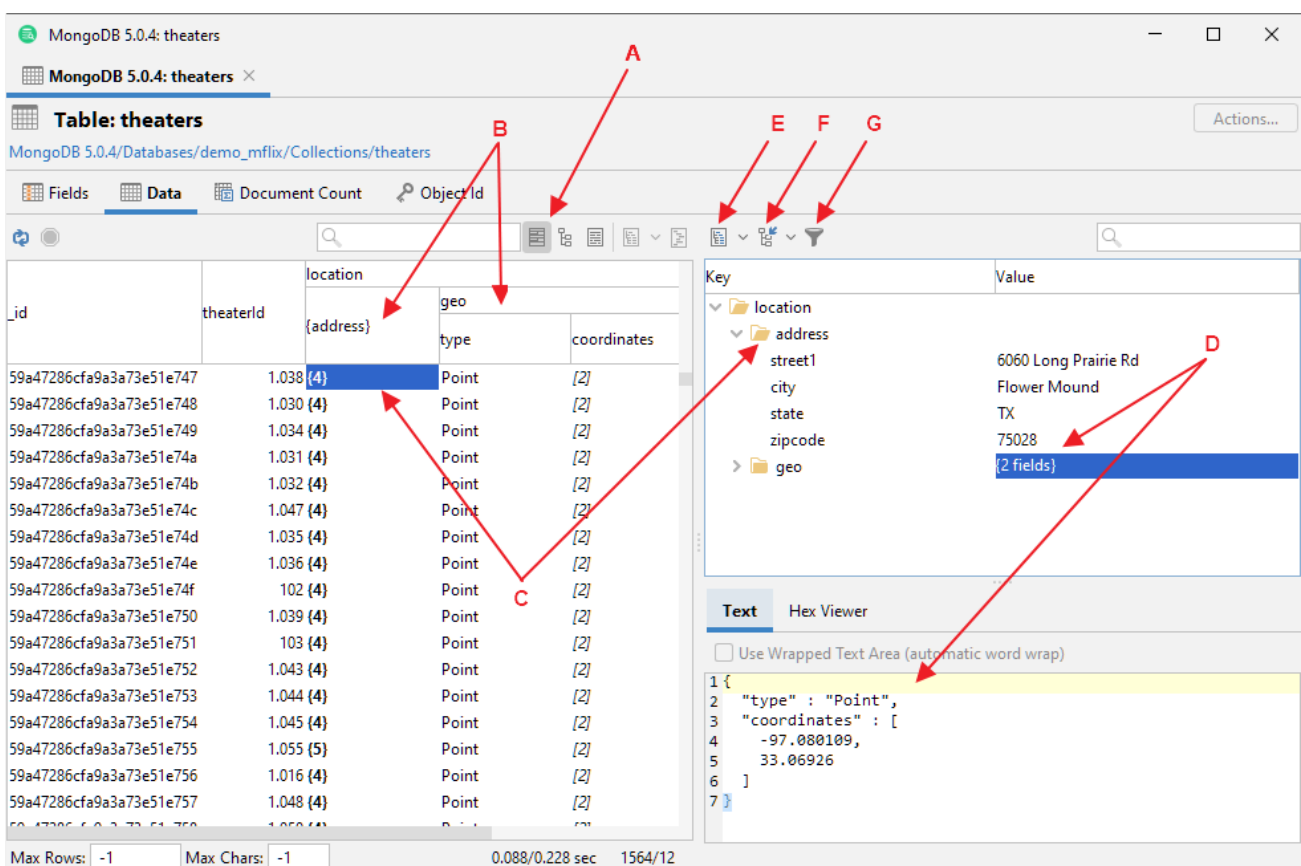 MongoDB 5.0.4: theaters
MongoDB 5.0.4: theaters
A
Table: theaters
Actions...
B
E F G
MongoDB 5.0.4/Databases/demo_mflix/Collections/theaters
Fields Data Document Count Object Id
location
_id theaterId {address} geo
type coordinates
Key Value
59a47286cfa9a3a73e51e747 1.038 {4} Point [2]
59a47286cfa9a3a73e51e748 1.030 {4} Point [2]
59a47286cfa9a3a73e51e749 1.034 {4} Point [2]
59a47286cfa9a3a73e51e74a 1.031 {4} Point [2]
59a47286cfa9a3a73e51e74b 1.032 {4} Point [2]
59a47286cfa9a3a73e51e74c 1.047 {4} Point [2]
59a47286cfa9a3a73e51e74d 1.035 {4} Point [2]
59a47286cfa9a3a73e51e74e 1.036 {4} Point [2]
59a47286cfa9a3a73e51e74f 102 {4} Point [2]
59a47286cfa9a3a73e51e750 1.039 {4} Point [2]
59a47286cfa9a3a73e51e751 103 {4} Point [2]
59a47286cfa9a3a73e51e752 1.043 {4} Point [2]
59a47286cfa9a3a73e51e753 1.044 {4} Point [2]
59a47286cfa9a3a73e51e754 1.045 {4} Point [2]
59a47286cfa9a3a73e51e755 1.055 {5} Point [2]
59a47286cfa9a3a73e51e756 1.016 {4} Point [2]
59a47286cfa9a3a73e51e757 1.048 {4} Point [2]
C
location
address
D
street1 6060 Long Prairie Rd
city Flower Mound
state TX
zipcode 75028
geo {2 fields}
Text Hex Viewer
Use Wrapped Text Area (automatic word wrap)
1 {
2 "type" : "Point",
3 "coordinates" : [
4 -97.080109,
5 33.06926
6 ]
7 }
Max Rows: -1 Max Chars: -1 0.088/0.228 sec 1564/12